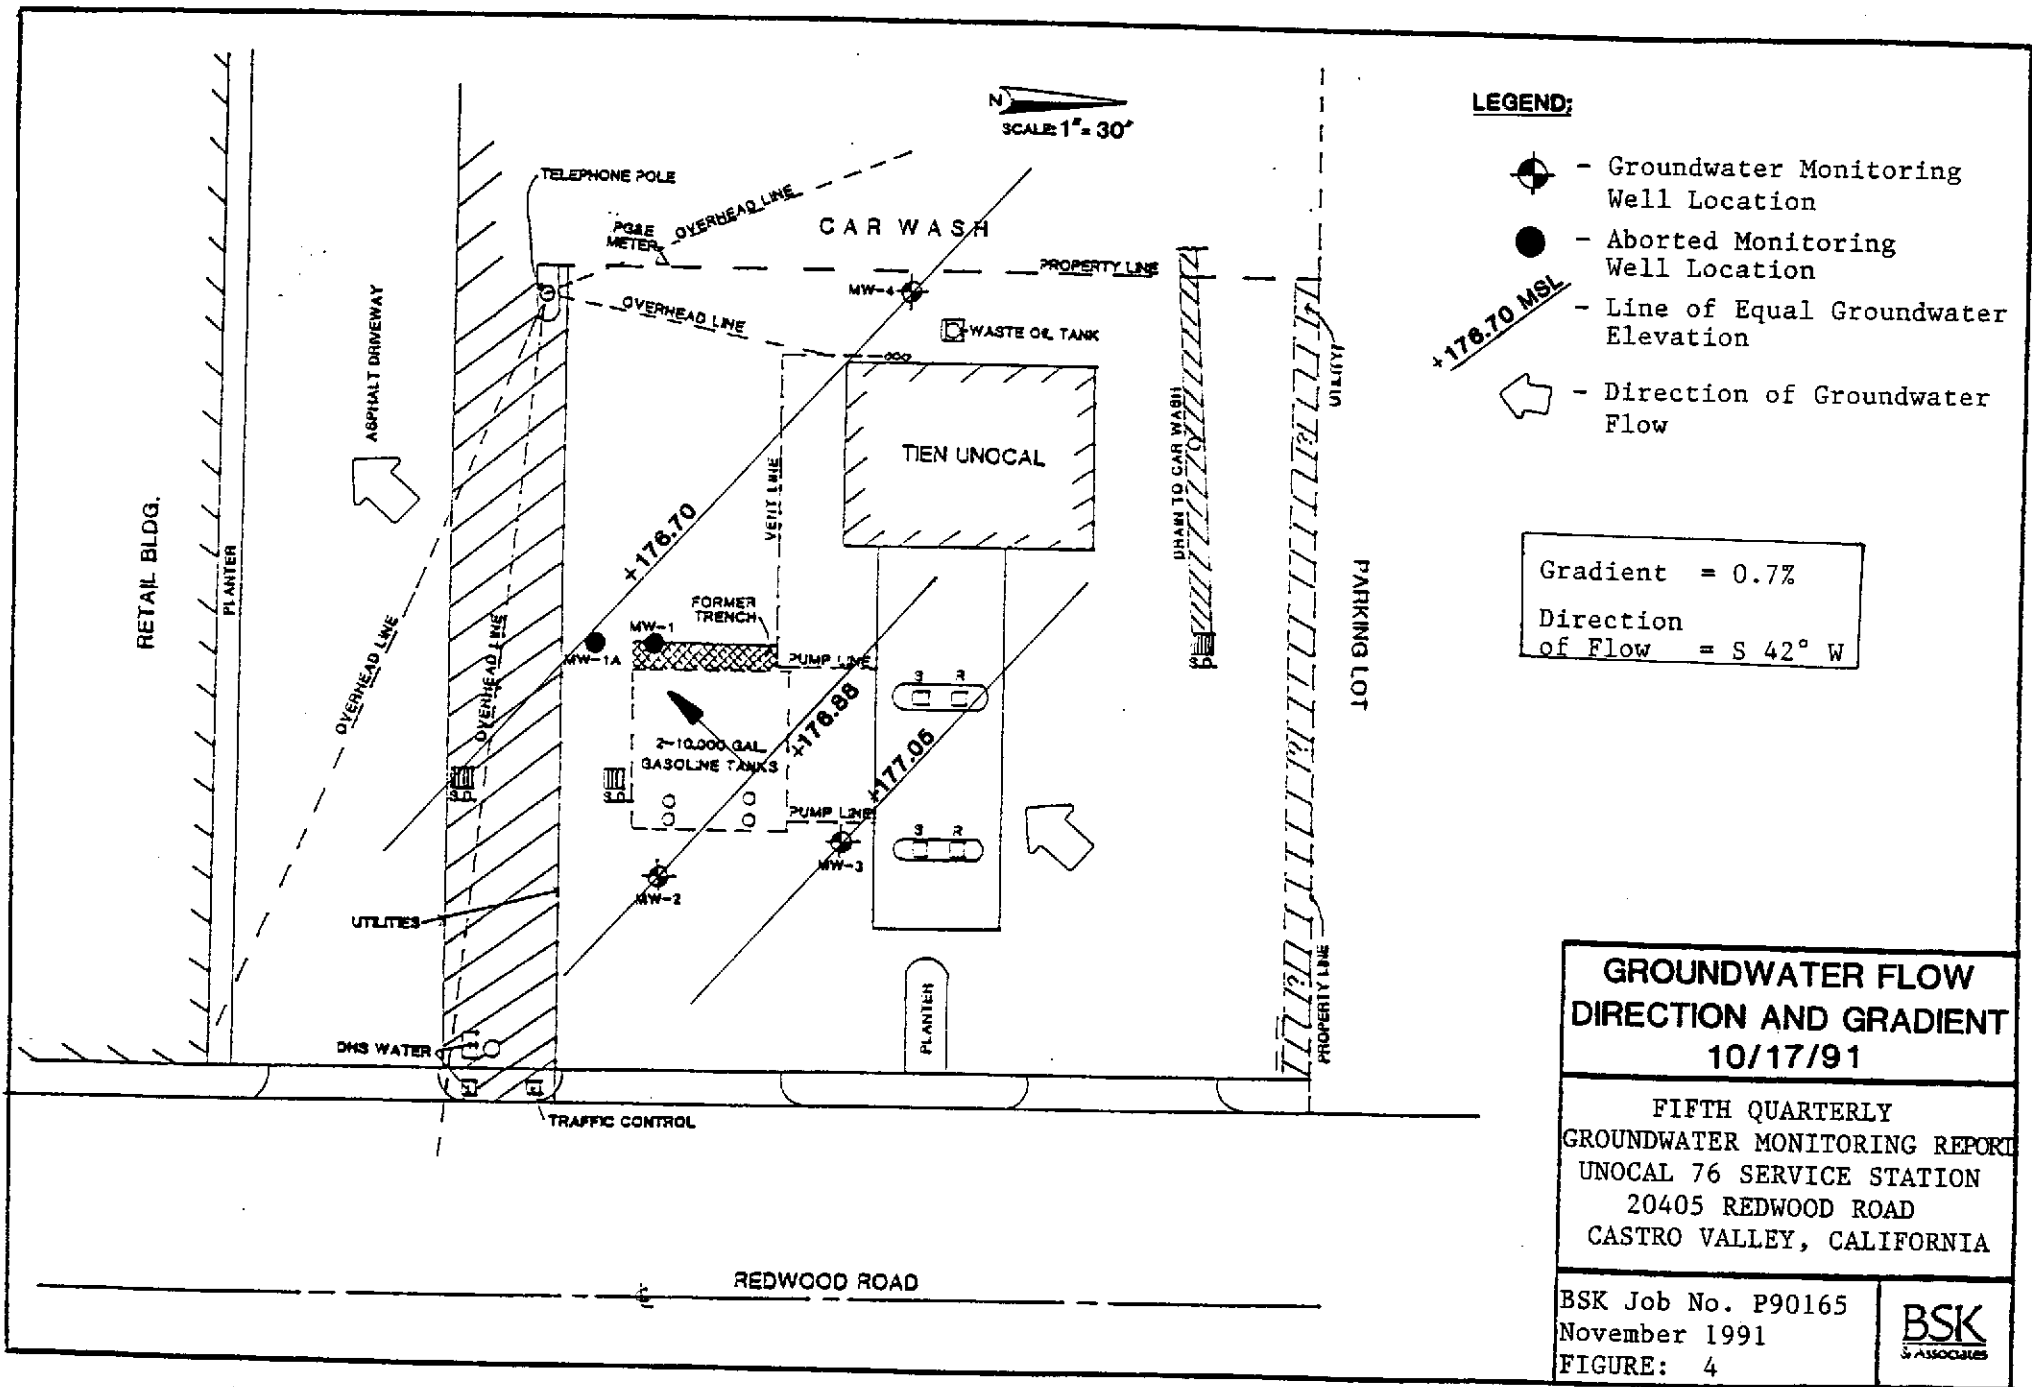 N
SCALE: 1"= 30'
TELEPHONE POLE
PG&E
METER
OVERHEAD LINE
CAR WASH
PROPERTY LINE
MW-4
OVERHEAD LINE
WASTE OIL TANK
ASPHALT DRIVEWAY
UTILITY
TIEN UNOCAL
VENT LINE
DRAIN TO CAR WASH
RETAIL BLDG.
PLANTER
+176.70
FORMER
TRENCH
MW-1
MW-1A
PUMP LINE
PARKING LOT
OVERHEAD LINE
OVERHEAD LINE
S.D.
S R
+176.88
2-10,000 GAL.
GASOLINE TANKS
+177.05
S.D.
S.D.
PUMP LINE
S R
MW-3
MW-2
UTILITIES
PLANTER
PROPERTY LINE
DHS WATER
TRAFFIC CONTROL
REDWOOD ROAD
LEGEND:
- Groundwater Monitoring
Well Location
- Aborted Monitoring
Well Location
+176.70 MSL
- Line of Equal Groundwater
Elevation
- Direction of Groundwater
Flow
Gradient = 0.7%
Direction
of Flow = S 42° W
GROUNDWATER FLOW
DIRECTION AND GRADIENT
10/17/91
FIFTH QUARTERLY
GROUNDWATER MONITORING REPORT
UNOCAL 76 SERVICE STATION
20405 REDWOOD ROAD
CASTRO VALLEY, CALIFORNIA
BSK Job No. P90165
November 1991
FIGURE: 4
BSK
& Associates